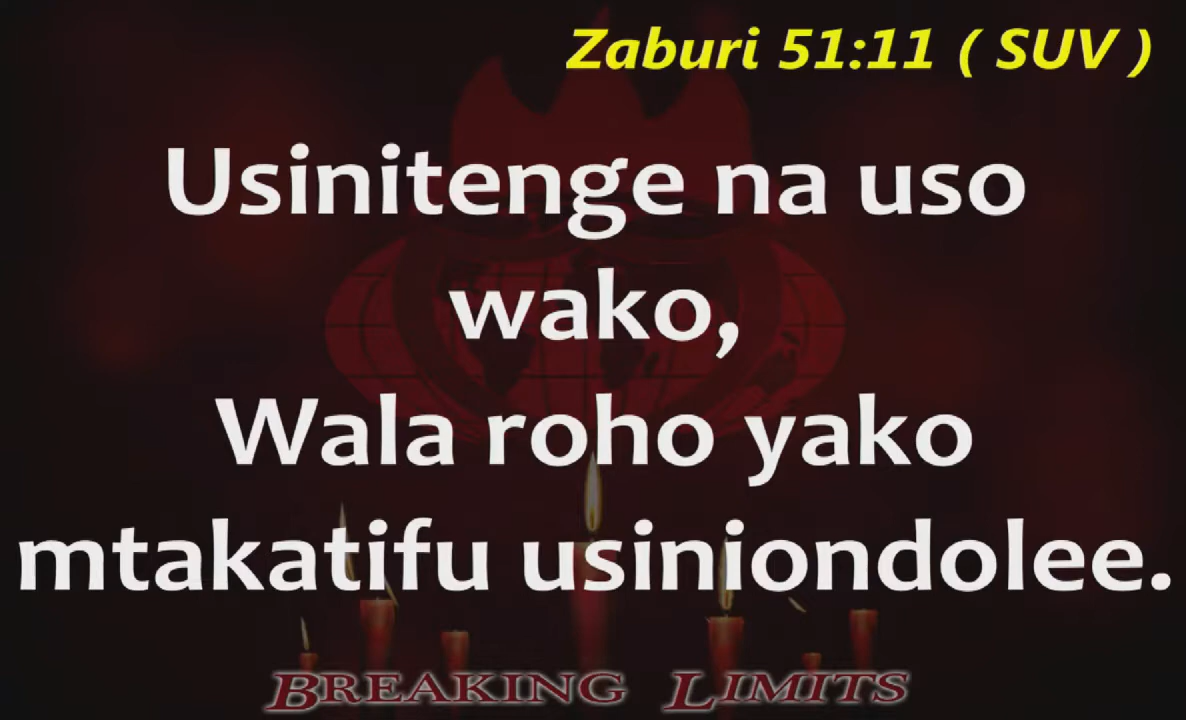 Zaburi 51:11 ( SUV )
Usinitenge na uso
wako,
Wala roho yako
mtakatifu usiniondolee.
BREAKING LIMITS